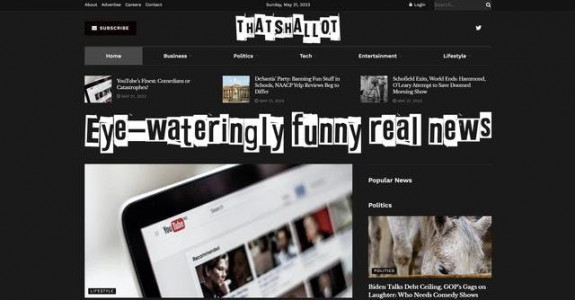 About Advertise Careers Contact
Sunday, May 21, 2023
Login
Search...
SUBSCRIBE
THATSHALLOT
Home Business Politics Tech Entertainment Lifestyle
YouTube's Finest: Comedians or
Catastrophes?
MAY 21, 2023
DeSantis' Party: Banning Fun Stuff in
Schools, NAACP Yelp Reviews Beg to
Differ
MAY 21, 2023
Schofield Exits, World Ends: Hammond,
O'Leary Attempt to Save Doomed
Morning Show
MAY 21, 2023
Eye-wateringly funny real news
YouTube
Recommended
LIFESTYLE
Popular News
Politics
POLITICS
Biden Talks Debt Ceiling, GOP's Gags on
Laughter: Who Needs Comedy Shows